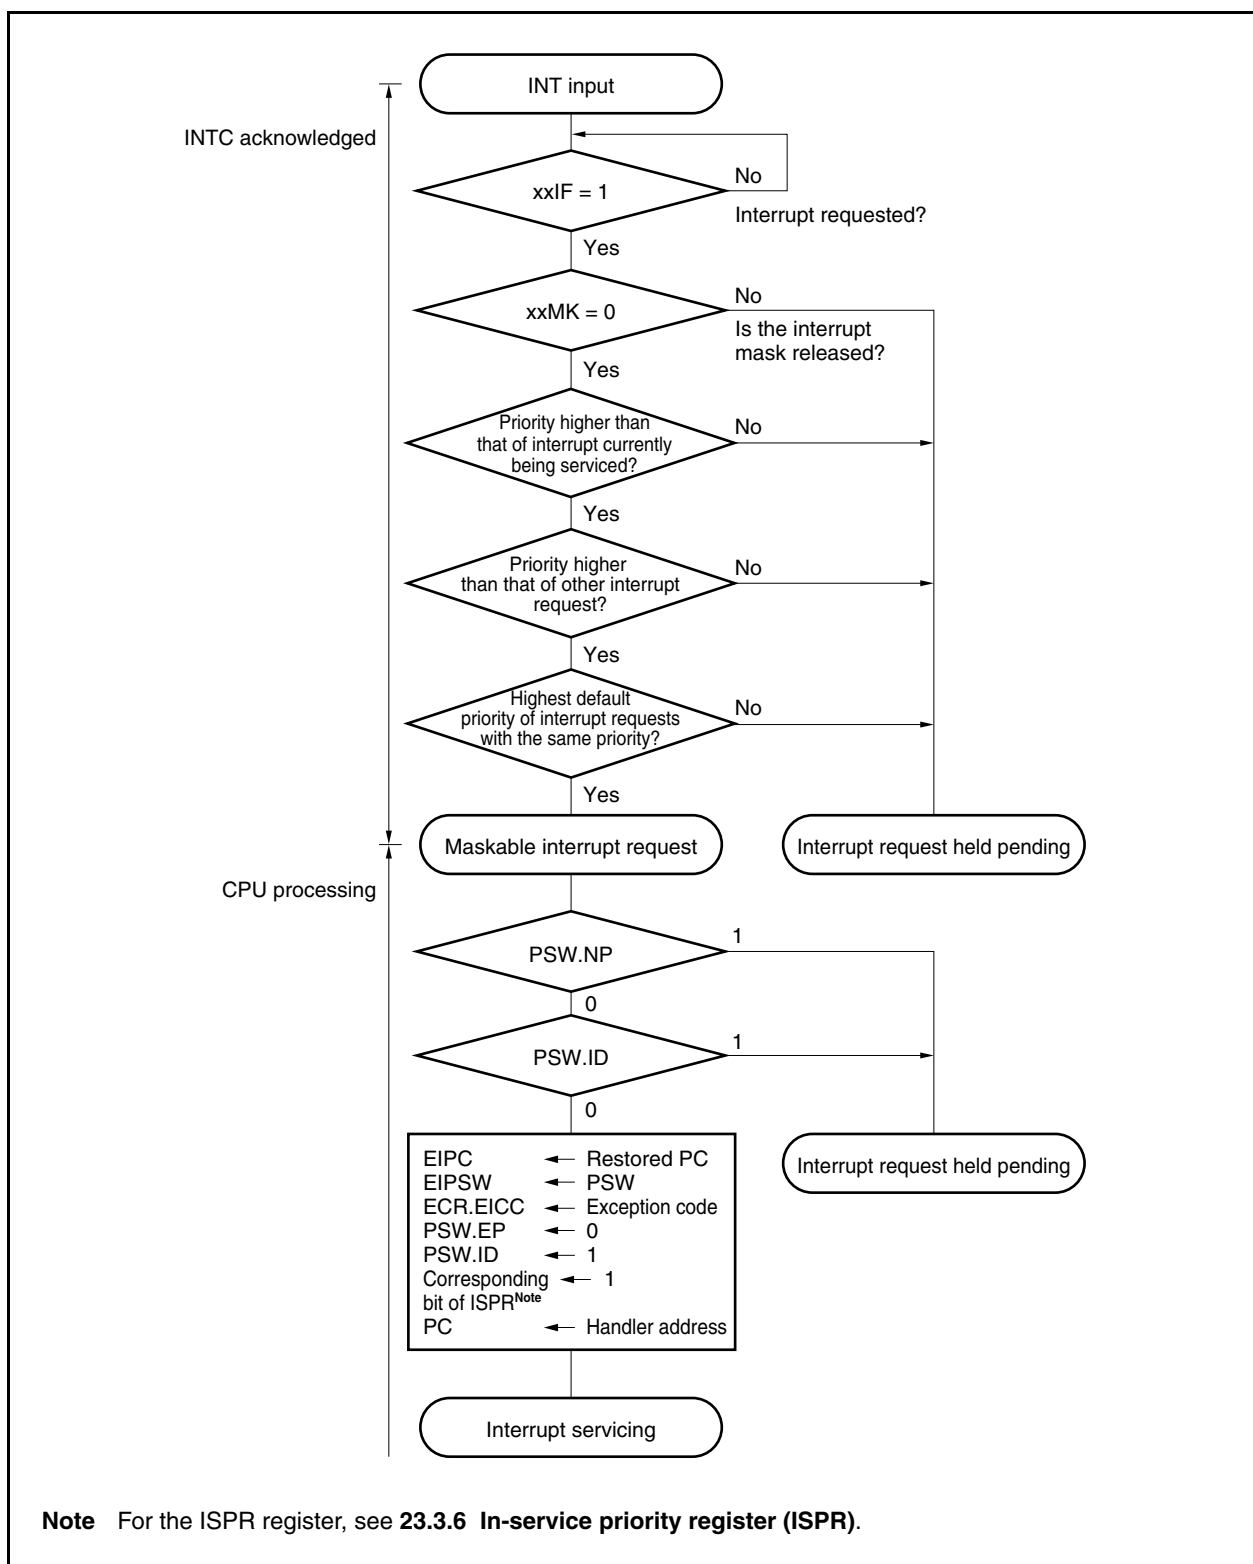 INT input
INTC acknowledged
xxIF = 1
No
Interrupt requested?
Yes
xxMK = 0
No
Is the interrupt
mask released?
Yes
Priority higher than
that of interrupt currently
being serviced?
No
Yes
Priority higher
than that of other interrupt
request?
No
Yes
Highest default
priority of interrupt requests
with the same priority?
No
Yes
Maskable interrupt request
Interrupt request held pending
CPU processing
PSW.NP
1
0
PSW.ID
1
0
EIPC ← Restored PC
EIPSW ← PSW
ECR.EICC ← Exception code
PSW.EP ← 0
PSW.ID ← 1
Corresponding ← 1
bit of ISPRNote
PC ← Handler address
Interrupt request held pending
Interrupt servicing
Note For the ISPR register, see 23.3.6 In-service priority register (ISPR).